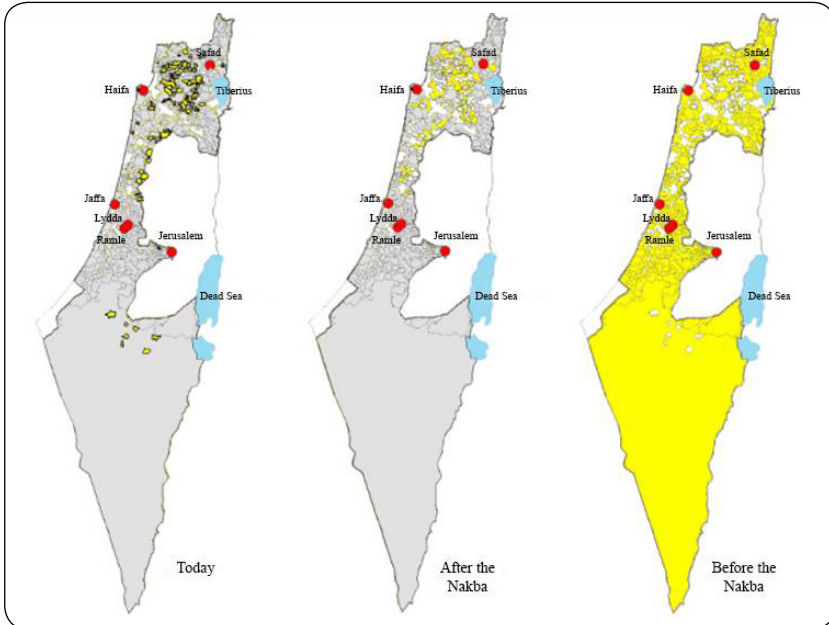 Safad
Haifa
Tiberius
Jaffa
Lydda
Ramle
Jerusalem
Dead Sea
Today
Safad
Haifa
Tiberius
Jaffa
Lydda
Ramle
Jerusalem
Dead Sea
After the
Nakba
Safad
Haifa
Tiberius
Jaffa
Lydda
Ramle
Jerusalem
Dead Sea
Before the
Nakba